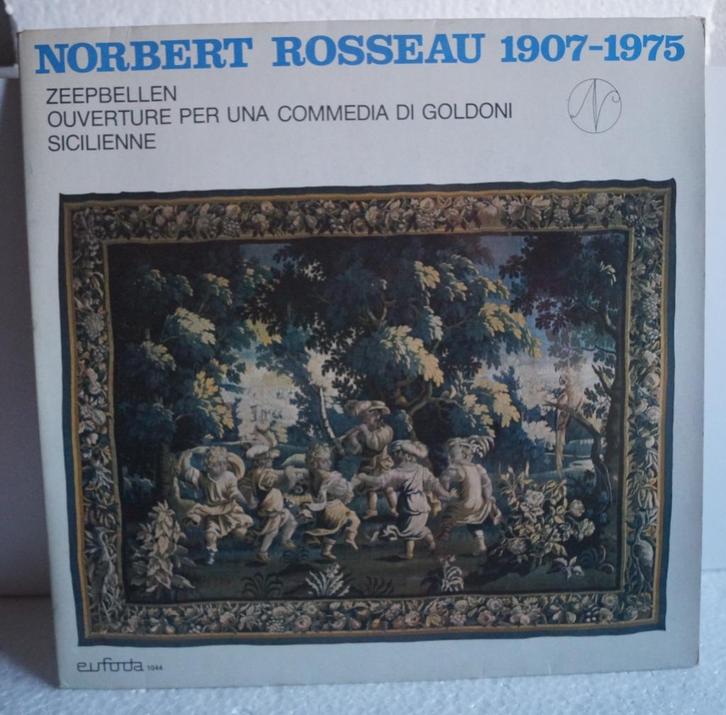 NORBERT ROSSEAU 1907-1975
ZEEPBELLEN
OUVERTURE PER UNA COMMEDIA DI GOLDONI
SICILIENNE
eufoda 1044